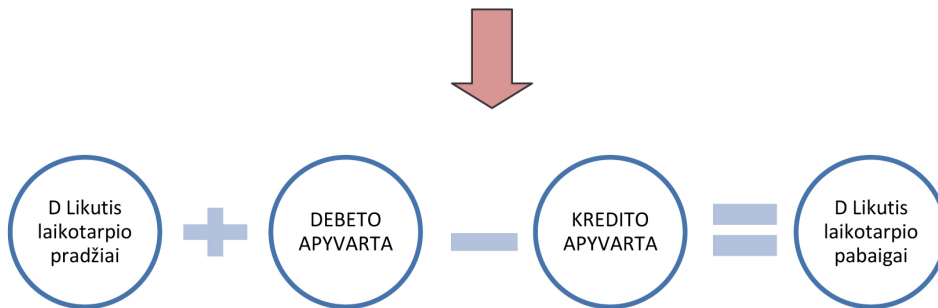 D Likutis
laikotarpio
pradžiai
DEBETO
APYVARTA
KREDITO
APYVARTA
D Likutis
laikotarpio
pabaigai